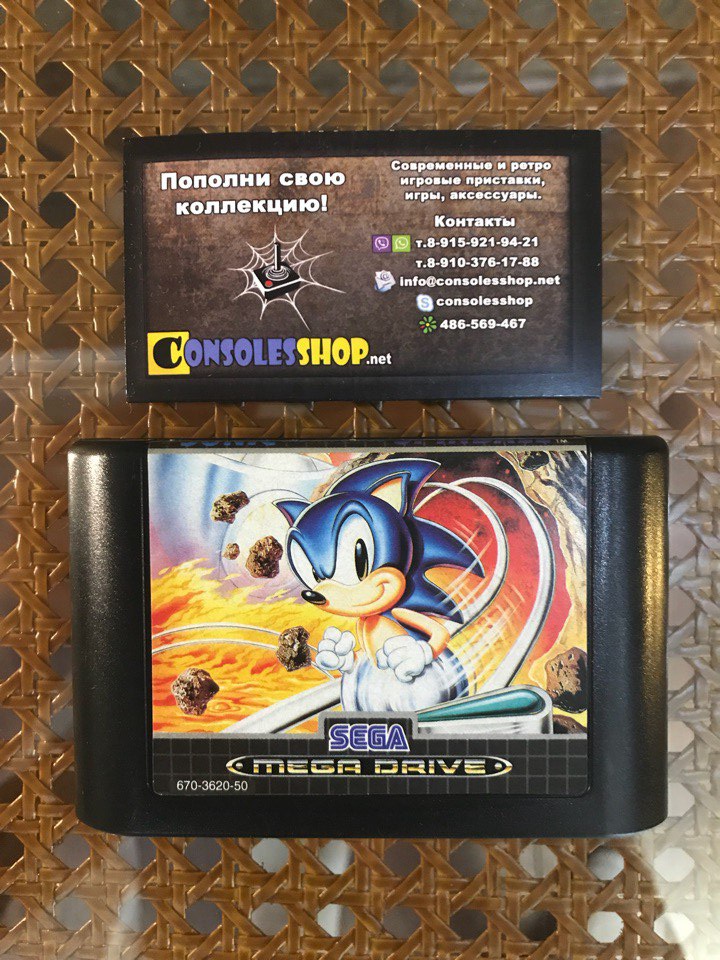 Пополни свою
коллекцию!
CONSOLESSHOP.net
Современные и ретро
игровые приставки,
игры, аксессуары.
Контакты
т.8-915-921-94-21
т.8-910-376-17-88
info@consolesshop.net
consolesshop
486-569-467
SEGA
MEGA DRIVE
670-3620-50